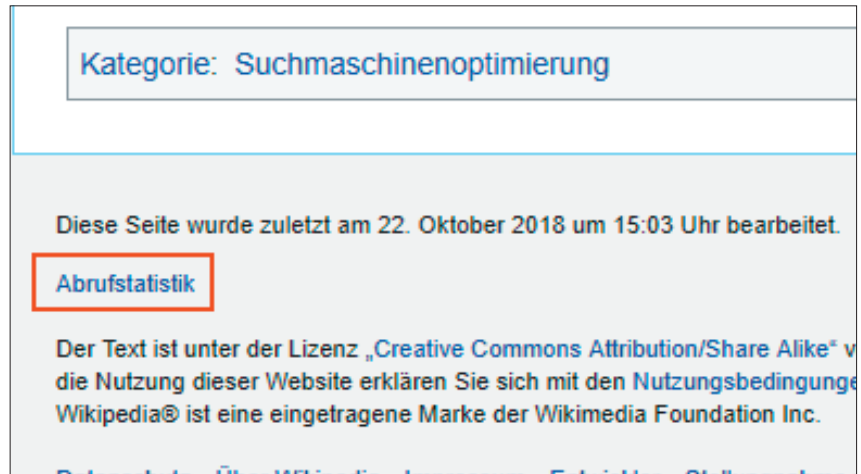 Kategorie: Suchmaschinenoptimierung
Diese Seite wurde zuletzt am 22. Oktober 2018 um 15:03 Uhr bearbeitet.
Abrufstatistik
Der Text ist unter der Lizenz „Creative Commons Attribution/Share Alike“ v
die Nutzung dieser Website erklären Sie sich mit den Nutzungsbedingunge
Wikipedia® ist eine eingetragene Marke der Wikimedia Foundation Inc.